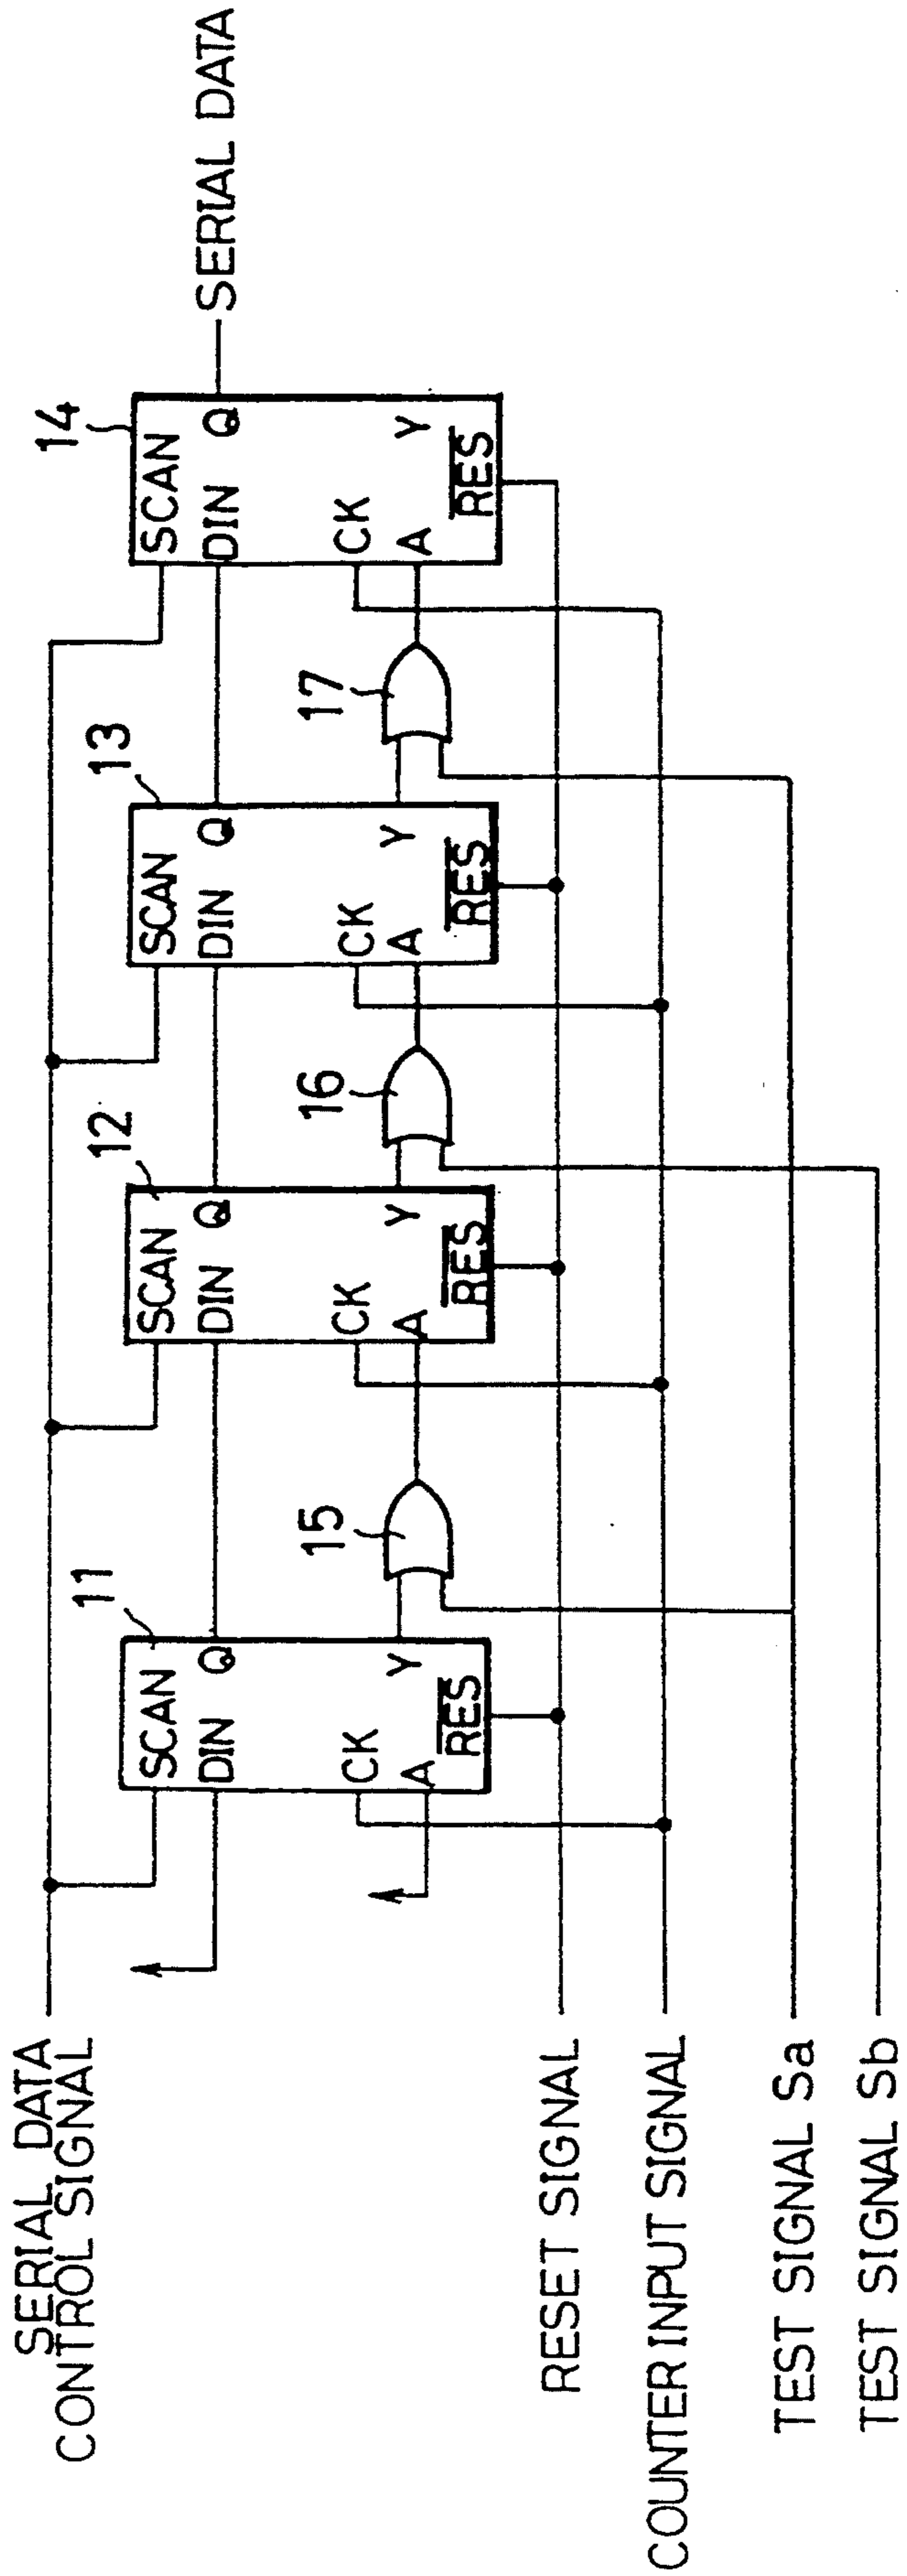 SERIAL DATA
CONTROL SIGNAL
11
SCAN
DIN Q
CK
A Y
RES
12
SCAN
DIN Q
CK
A Y
RES
13
SCAN
DIN Q
CK
A Y
RES
14
SCAN
DIN Q
CK
A Y
RES
SERIAL DATA
15
16
17
RESET SIGNAL
COUNTER INPUT SIGNAL
TEST SIGNAL Sa
TEST SIGNAL Sb